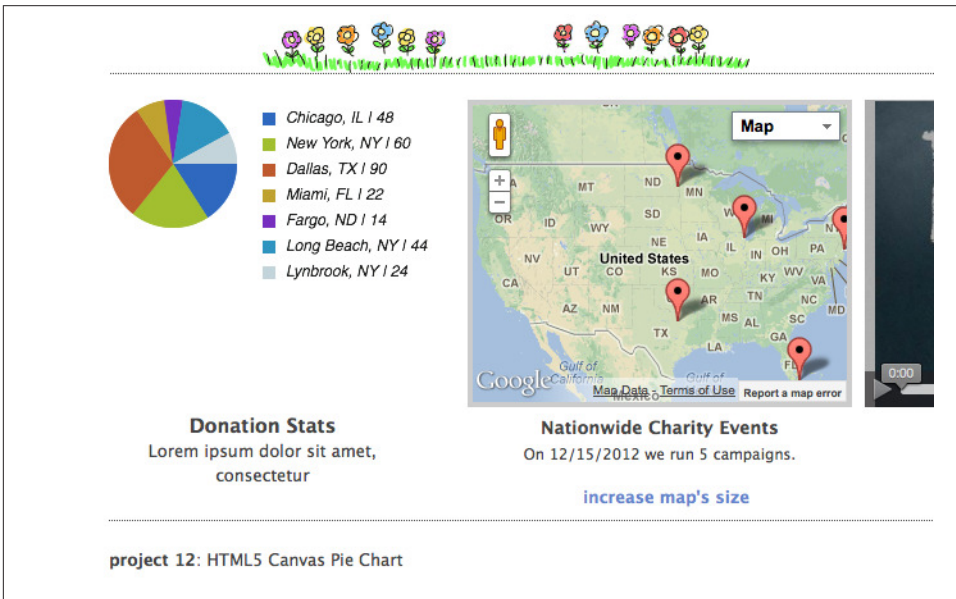 Chicago, IL | 48
New York, NY | 60
Dallas, TX | 90
Miami, FL | 22
Fargo, ND | 14
Long Beach, NY | 44
Lynbrook, NY | 24
Map
+
−
MT
ND
MN
OR
ID
WY
SD
MI
NE
IA
IL
IN
OH
PA
NV
UT
CO
United States
KS
MO
KY
WV
VA
CA
AZ
NM
AR
TN
NC
MD
MS
AL
SC
TX
LA
GA
Gulf of
California
Gulf of
Mexico
Google
Map Data - Terms of Use
Report a map error
0:00
Donation Stats
Lorem ipsum dolor sit amet,
consectetur
Nationwide Charity Events
On 12/15/2012 we run 5 campaigns.
increase map's size
project 12: HTML5 Canvas Pie Chart